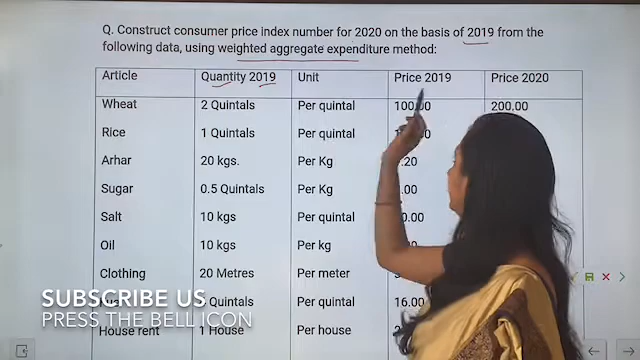 Q. Construct consumer price index number for 2020 on the basis of 2019 from the
following data, using weighted aggregate expenditure method:
Article Quantity 2019 Unit Price 2019 Price 2020
Wheat 2 Quintals Per quintal 100.00 200.00
Rice 1 Quintals Per quintal
Arhar 20 kgs. Per Kg .20
Sugar 0.5 Quintals Per Kg .00
Salt 10 kgs Per quintal 0.00
Oil 10 kgs Per kg
Clothing 20 Metres Per meter
Quintals Per quintal 16.00
House rent 1 House Per house
SUBSCRIBE US
PRESS THE BELL ICON